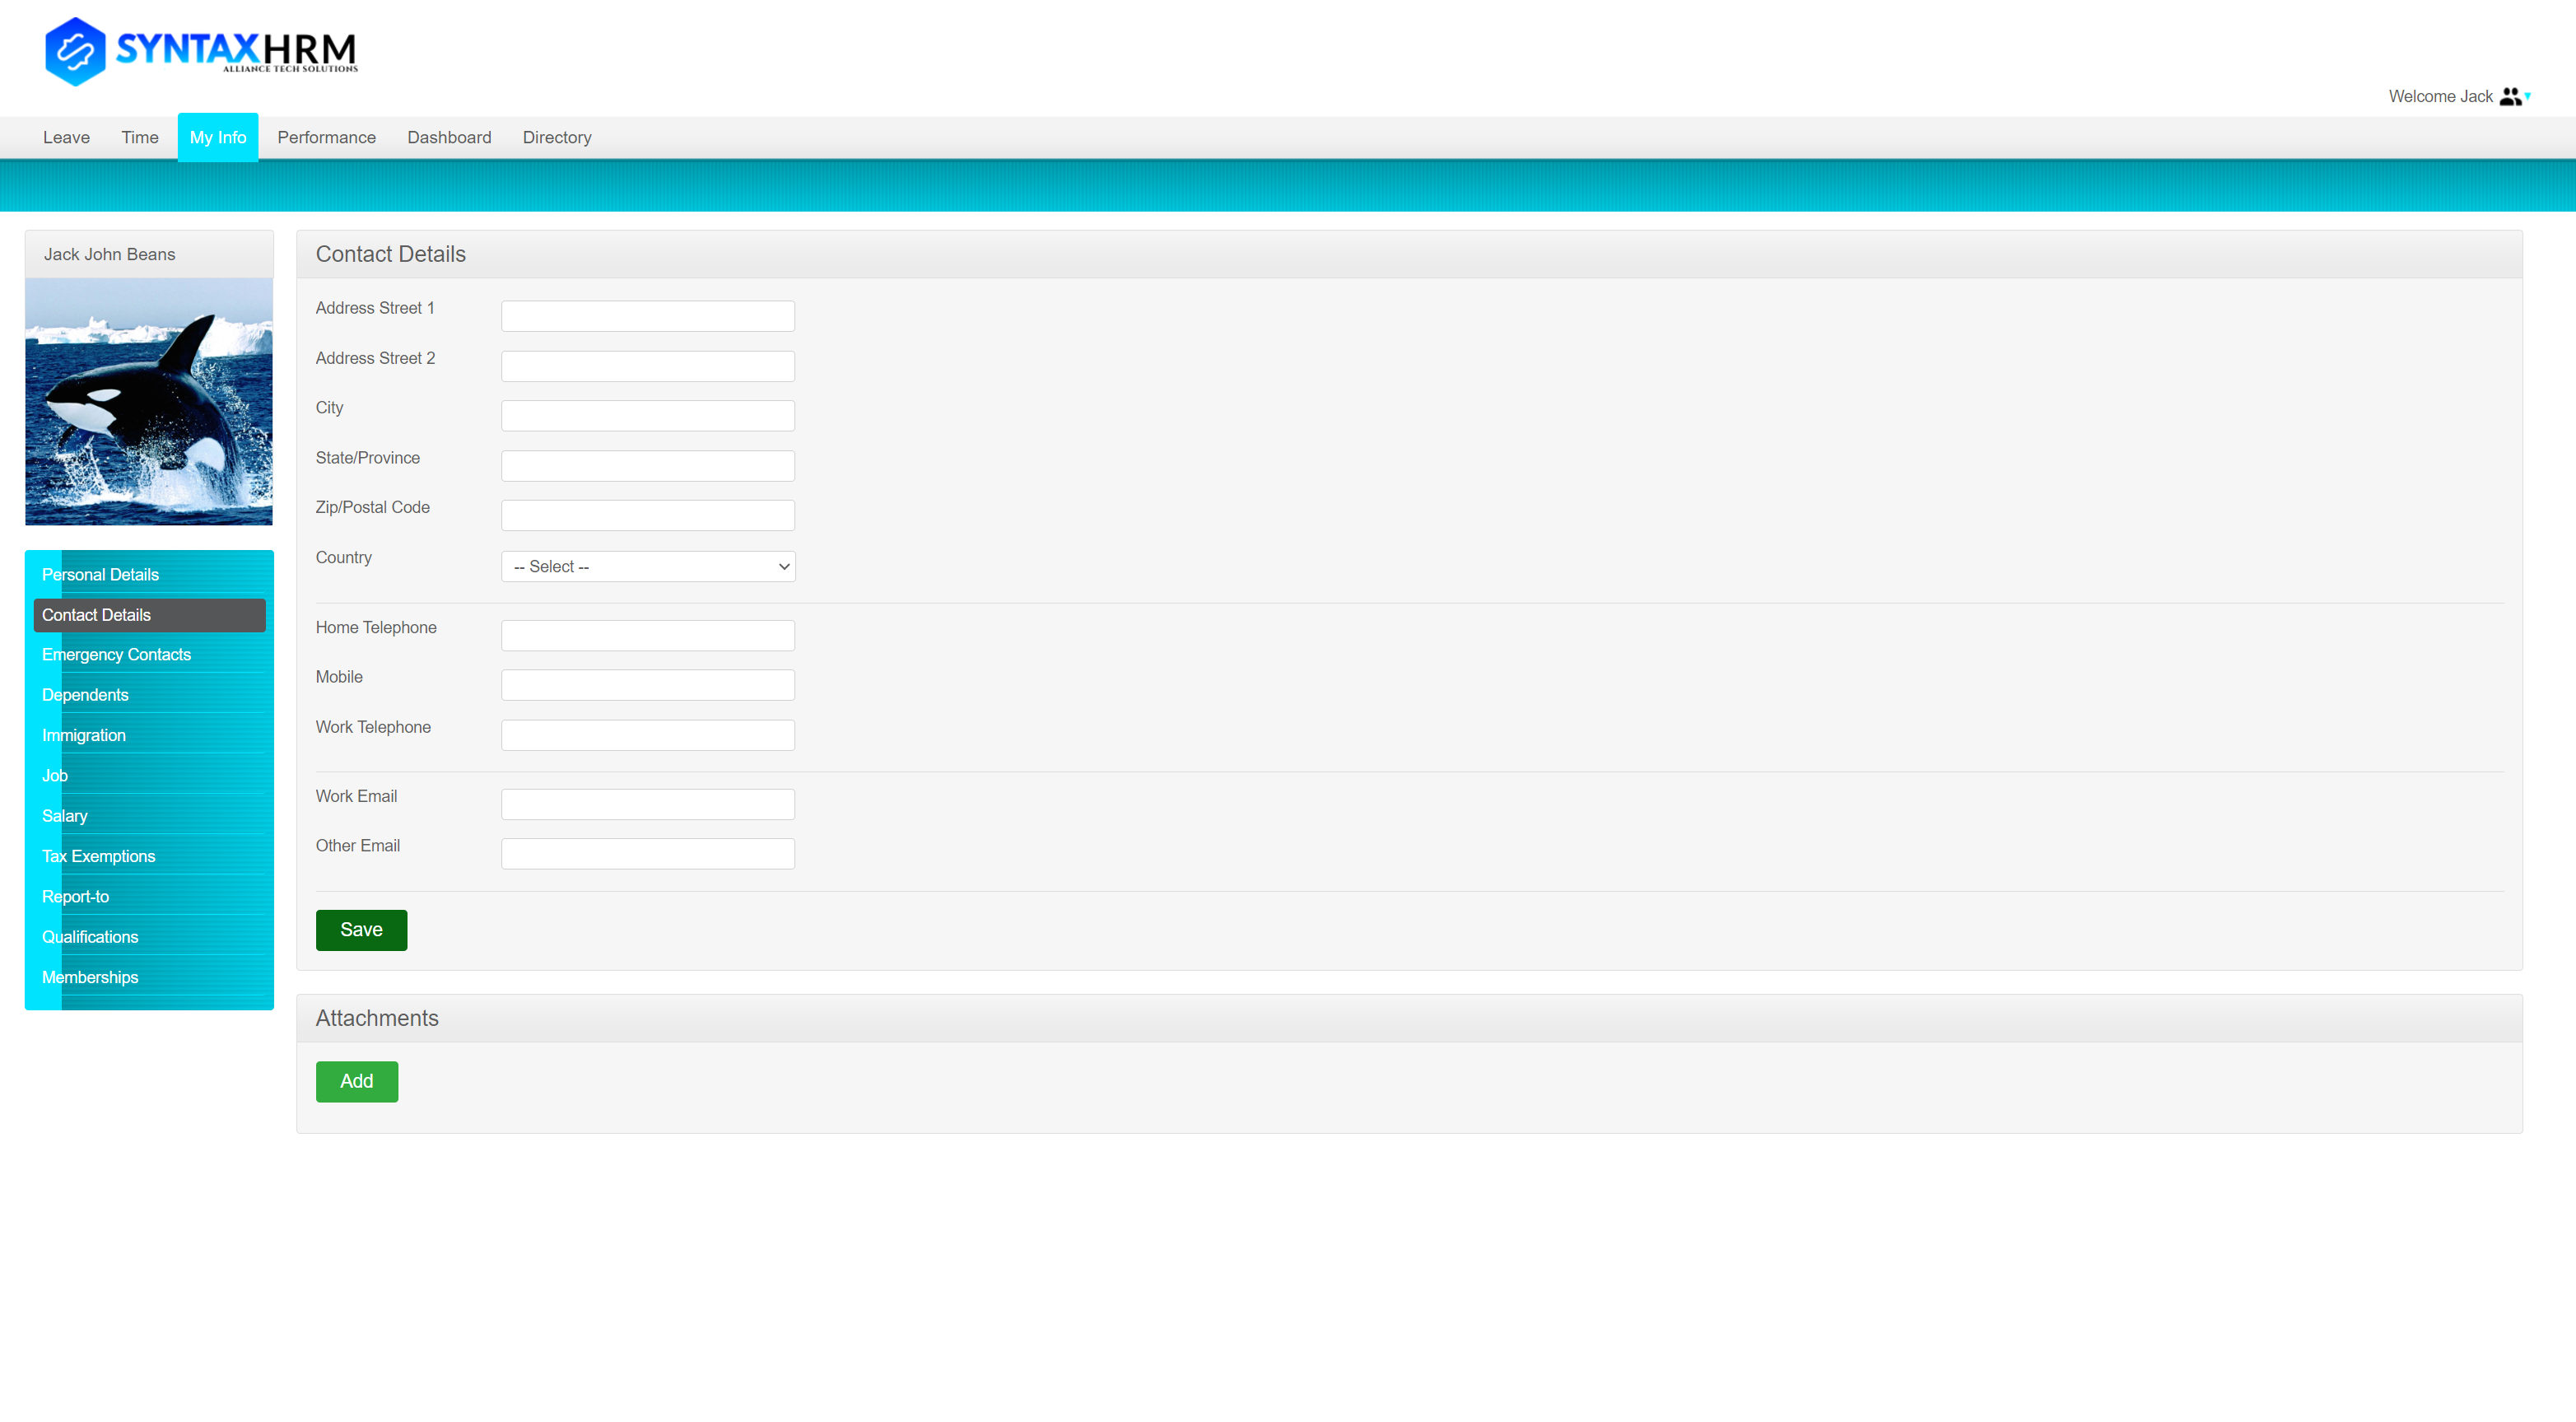 SYNTAXHRM
ALLIANCE TECH SOLUTIONS
Welcome Jack
Leave Time My Info Performance Dashboard Directory
Jack John Beans
Personal Details
Contact Details
Emergency Contacts
Dependents
Immigration
Job
Salary
Tax Exemptions
Report-to
Qualifications
Memberships
Contact Details
Address Street 1
Address Street 2
City
State/Province
Zip/Postal Code
Country -- Select --
Home Telephone
Mobile
Work Telephone
Work Email
Other Email
Save
Attachments
Add